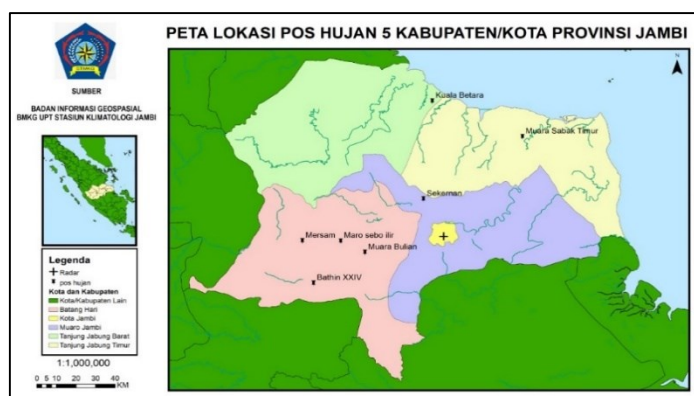 PETA LOKASI POS HUJAN 5 KABUPATEN/KOTA PROVINSI JAMBI
SUMBER
BADAN INFORMASI GEOSPASIAL
BMKG UPT STASIUN KLIMATOLOGI JAMBI
N
Kuala Betara
Muara Sabak Timur
Sekernan
Mersam
Maro sebo ilir
Muara Bulian
Bathin XXIV
Legenda
Radar
pos hujan
Kota dan Kabupaten
Kota/Kabupaten Lain
Batang Hari
Kota Jambi
Muaro Jambi
Tanjung Jabung Barat
Tanjung Jabung Timur
1:1,000,000
0 5 10 20 30 40
KM